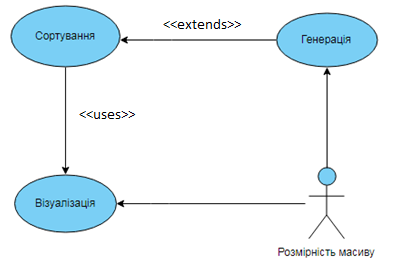 <<extends>>
Сортування
Генерація
<<uses>>
Візуалізація
Розмірність масиву